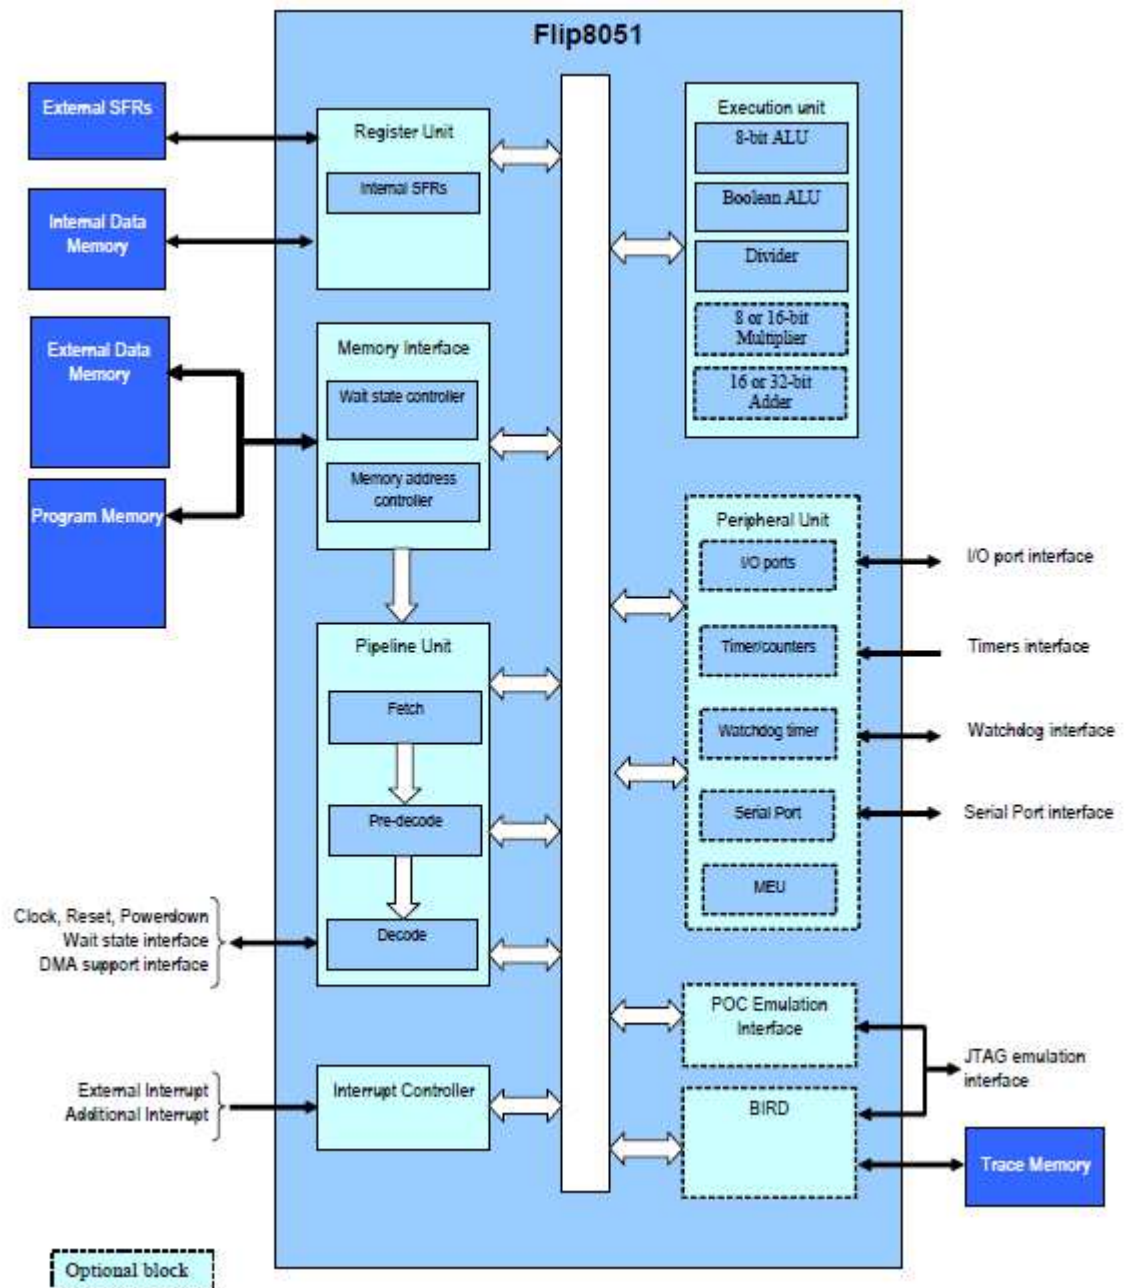 Flip8051
External SFRs
Internal Data
Memory
External Data
Memory
Program Memory
Clock, Reset, Powerdown
Wait state interface
DMA support interface
External Interrupt
Additional Interrupt
Register Unit
Internal SFRs
Memory Interface
Wait state controller
Memory address
controller
Pipeline Unit
Fetch
Pre-decode
Decode
Interrupt Controller
Execution unit
8-bit ALU
Boolean ALU
Divider
8 or 16-bit
Multiplier
16 or 32-bit
Adder
Peripheral Unit
I/O ports
Timer/counters
Watchdog timer
Serial Port
MEU
POC Emulation
Interface
BIRD
I/O port interface
Timers interface
Watchdog interface
Serial Port interface
JTAG emulation
interface
Trace Memory
Optional block